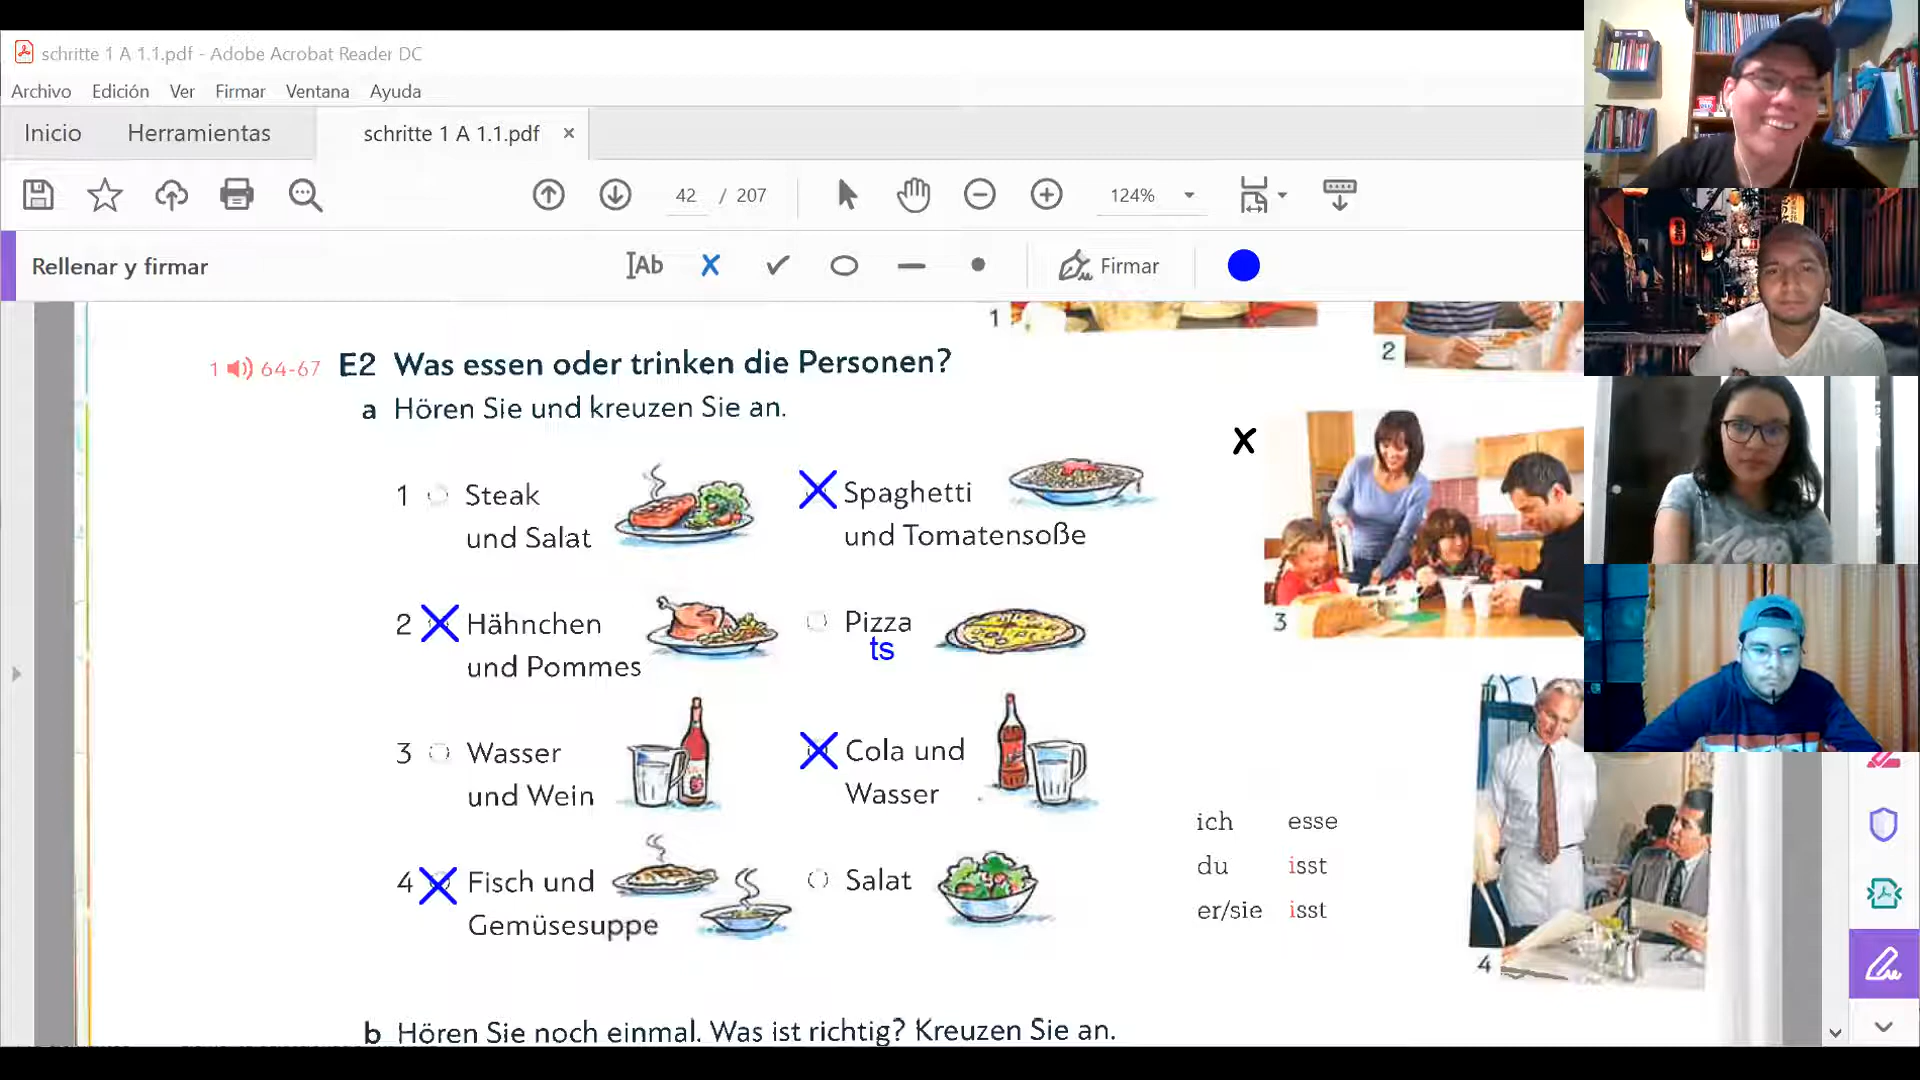 schritte 1 A 1.1.pdf - Adobe Acrobat Reader DC
Archivo Edición Ver Firmar Ventana Ayuda
Inicio Herramientas schritte 1 A 1.1.pdf ×
42 / 207 124%
Rellenar y firmar Ab Firmar
1 2
1 64-67 E2 Was essen oder trinken die Personen?
a Hören Sie und kreuzen Sie an.
1 Steak und Salat
Spaghetti und Tomatensoße
2 Hähnchen und Pommes
Pizza
ts
3
3 Wasser und Wein
Cola und Wasser
4 Fisch und Gemüsesuppe
Salat
ich esse
du isst
er/sie isst
4
b Hören Sie noch einmal. Was ist richtig? Kreuzen Sie an.